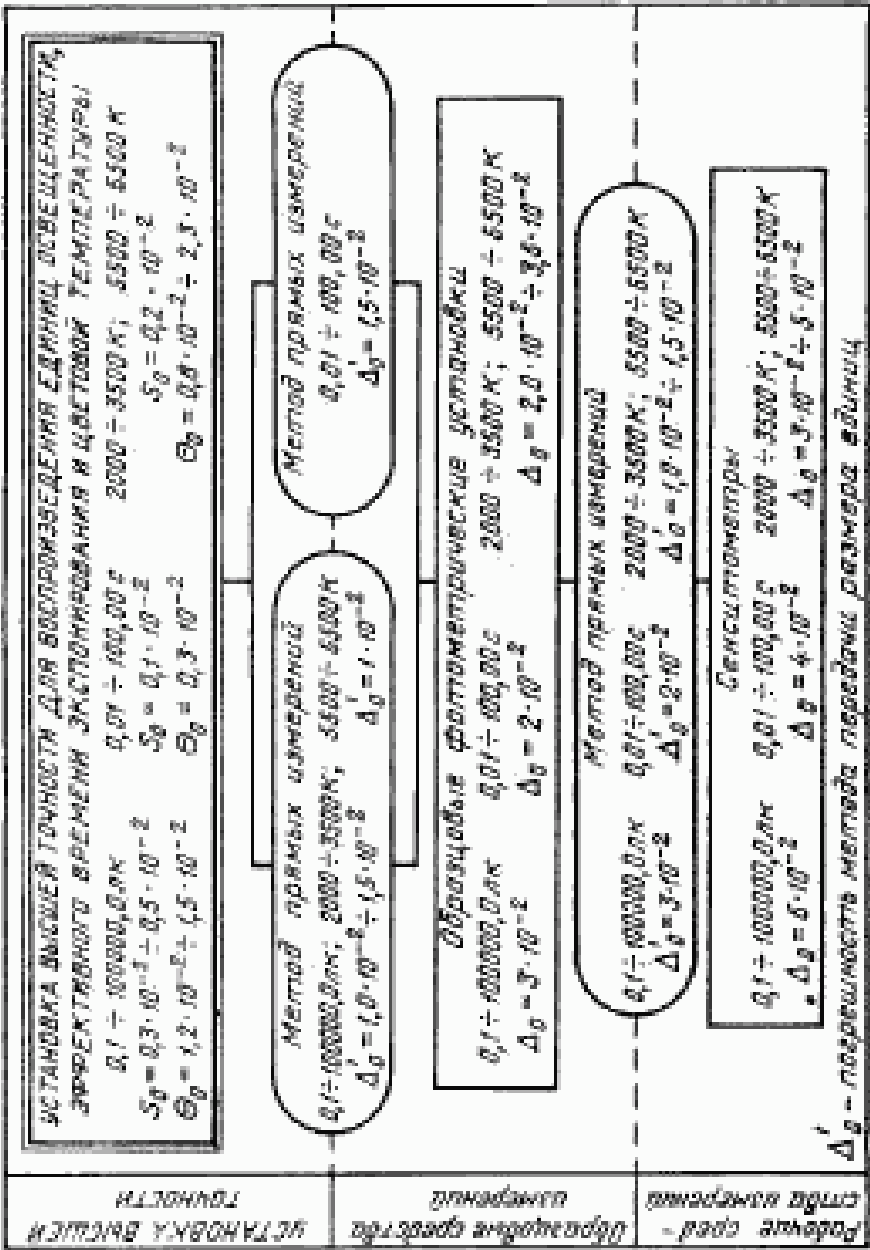 УСТАНОВКА ВЫСШЕЙ ТОЧНОСТИ
УСТАНОВКА ВЫСШЕЙ ТОЧНОСТИ ДЛЯ ВОСПРОИЗВЕДЕНИЯ ЕДИНИЦ ОСВЕЩЕННОСТИ,
ЭФФЕКТИВНОГО ВРЕМЕНИ ЭКСПОНИРОВАНИЯ И ЦВЕТОВОЙ ТЕМПЕРАТУРЫ
0,1 ÷ 100000,0 лк 0,01 ÷ 100,00 с 2000 ÷ 3500 К; 5500 ÷ 6500 К
S₀ = 0,3·10⁻² ÷ 0,5·10⁻² S₀ = 0,1·10⁻² S₀ = 0,2·10⁻²
Θ₀ = 1,2·10⁻² ÷ 1,5·10⁻² Θ₀ = 0,3·10⁻² Θ₀ = 0,8·10⁻² ÷ 2,3·10⁻²
Метод прямых измерений
0,1÷100000,0 лк; 2000 ÷ 3500 К; 5500 ÷ 6500 К
Δ'₀ = 1,0·10⁻² ÷ 1,5·10⁻² Δ'₀ = 1·10⁻²
Метод прямых измерений
0,01 ÷ 100,00 с
Δ'₀ = 1,5·10⁻²
Образцовые средства измерений
Образцовые фотометрические установки
0,1 ÷ 100000,0 лк 0,01 ÷ 100,00 с 2000 ÷ 3500 К; 5500 ÷ 6500 К
Δ₀ = 3·10⁻² Δ₀ = 2·10⁻² Δ₀ = 2,0·10⁻² ÷ 3,6·10⁻²
Метод прямых измерений
0,1 ÷ 100000,0 лк 0,01 ÷ 100,00 с 2000 ÷ 3500 К; 5500 ÷ 6500 К
Δ'₀ = 3·10⁻² Δ'₀ = 2·10⁻² Δ'₀ = 1,0·10⁻² ÷ 1,5·10⁻²
Рабочие сред-
ства измерений
Сенситометры
0,1 ÷ 100000,0 лк 0,01 ÷ 100,00 с 2000 ÷ 3500 К; 5500 ÷ 6500 К
Δ₀ = 6·10⁻² Δ₀ = 4·10⁻² Δ₀ = 3·10⁻² ÷ 5·10⁻²
Δ'₀ – погрешность метода передачи размера единиц